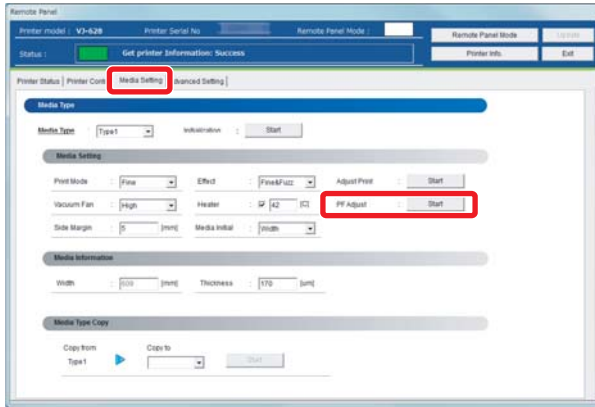 Remote Panel
Printer model : VJ-628 Printer Serial No Remote Panel Mode :
Remote Panel Mode Update
Status : Get printer Information: Success
Printer Info. Exit
Printer Status Media Setting Advanced Setting
Media Type
Media Type : Type1 Initialization : Start
Media Setting
Print Mode : Fine Effect : Fine&Fuzz Adjust Print : Start
Vacuum Fan : High Heater : 42 [C] PF Adjust : Start
Side Margin : 5 [mm] Media Initial : Width
Media Information
Width : 609 [mm] Thickness : 170 [um]
Media Type Copy
Copy from Copy to
Type1 Start